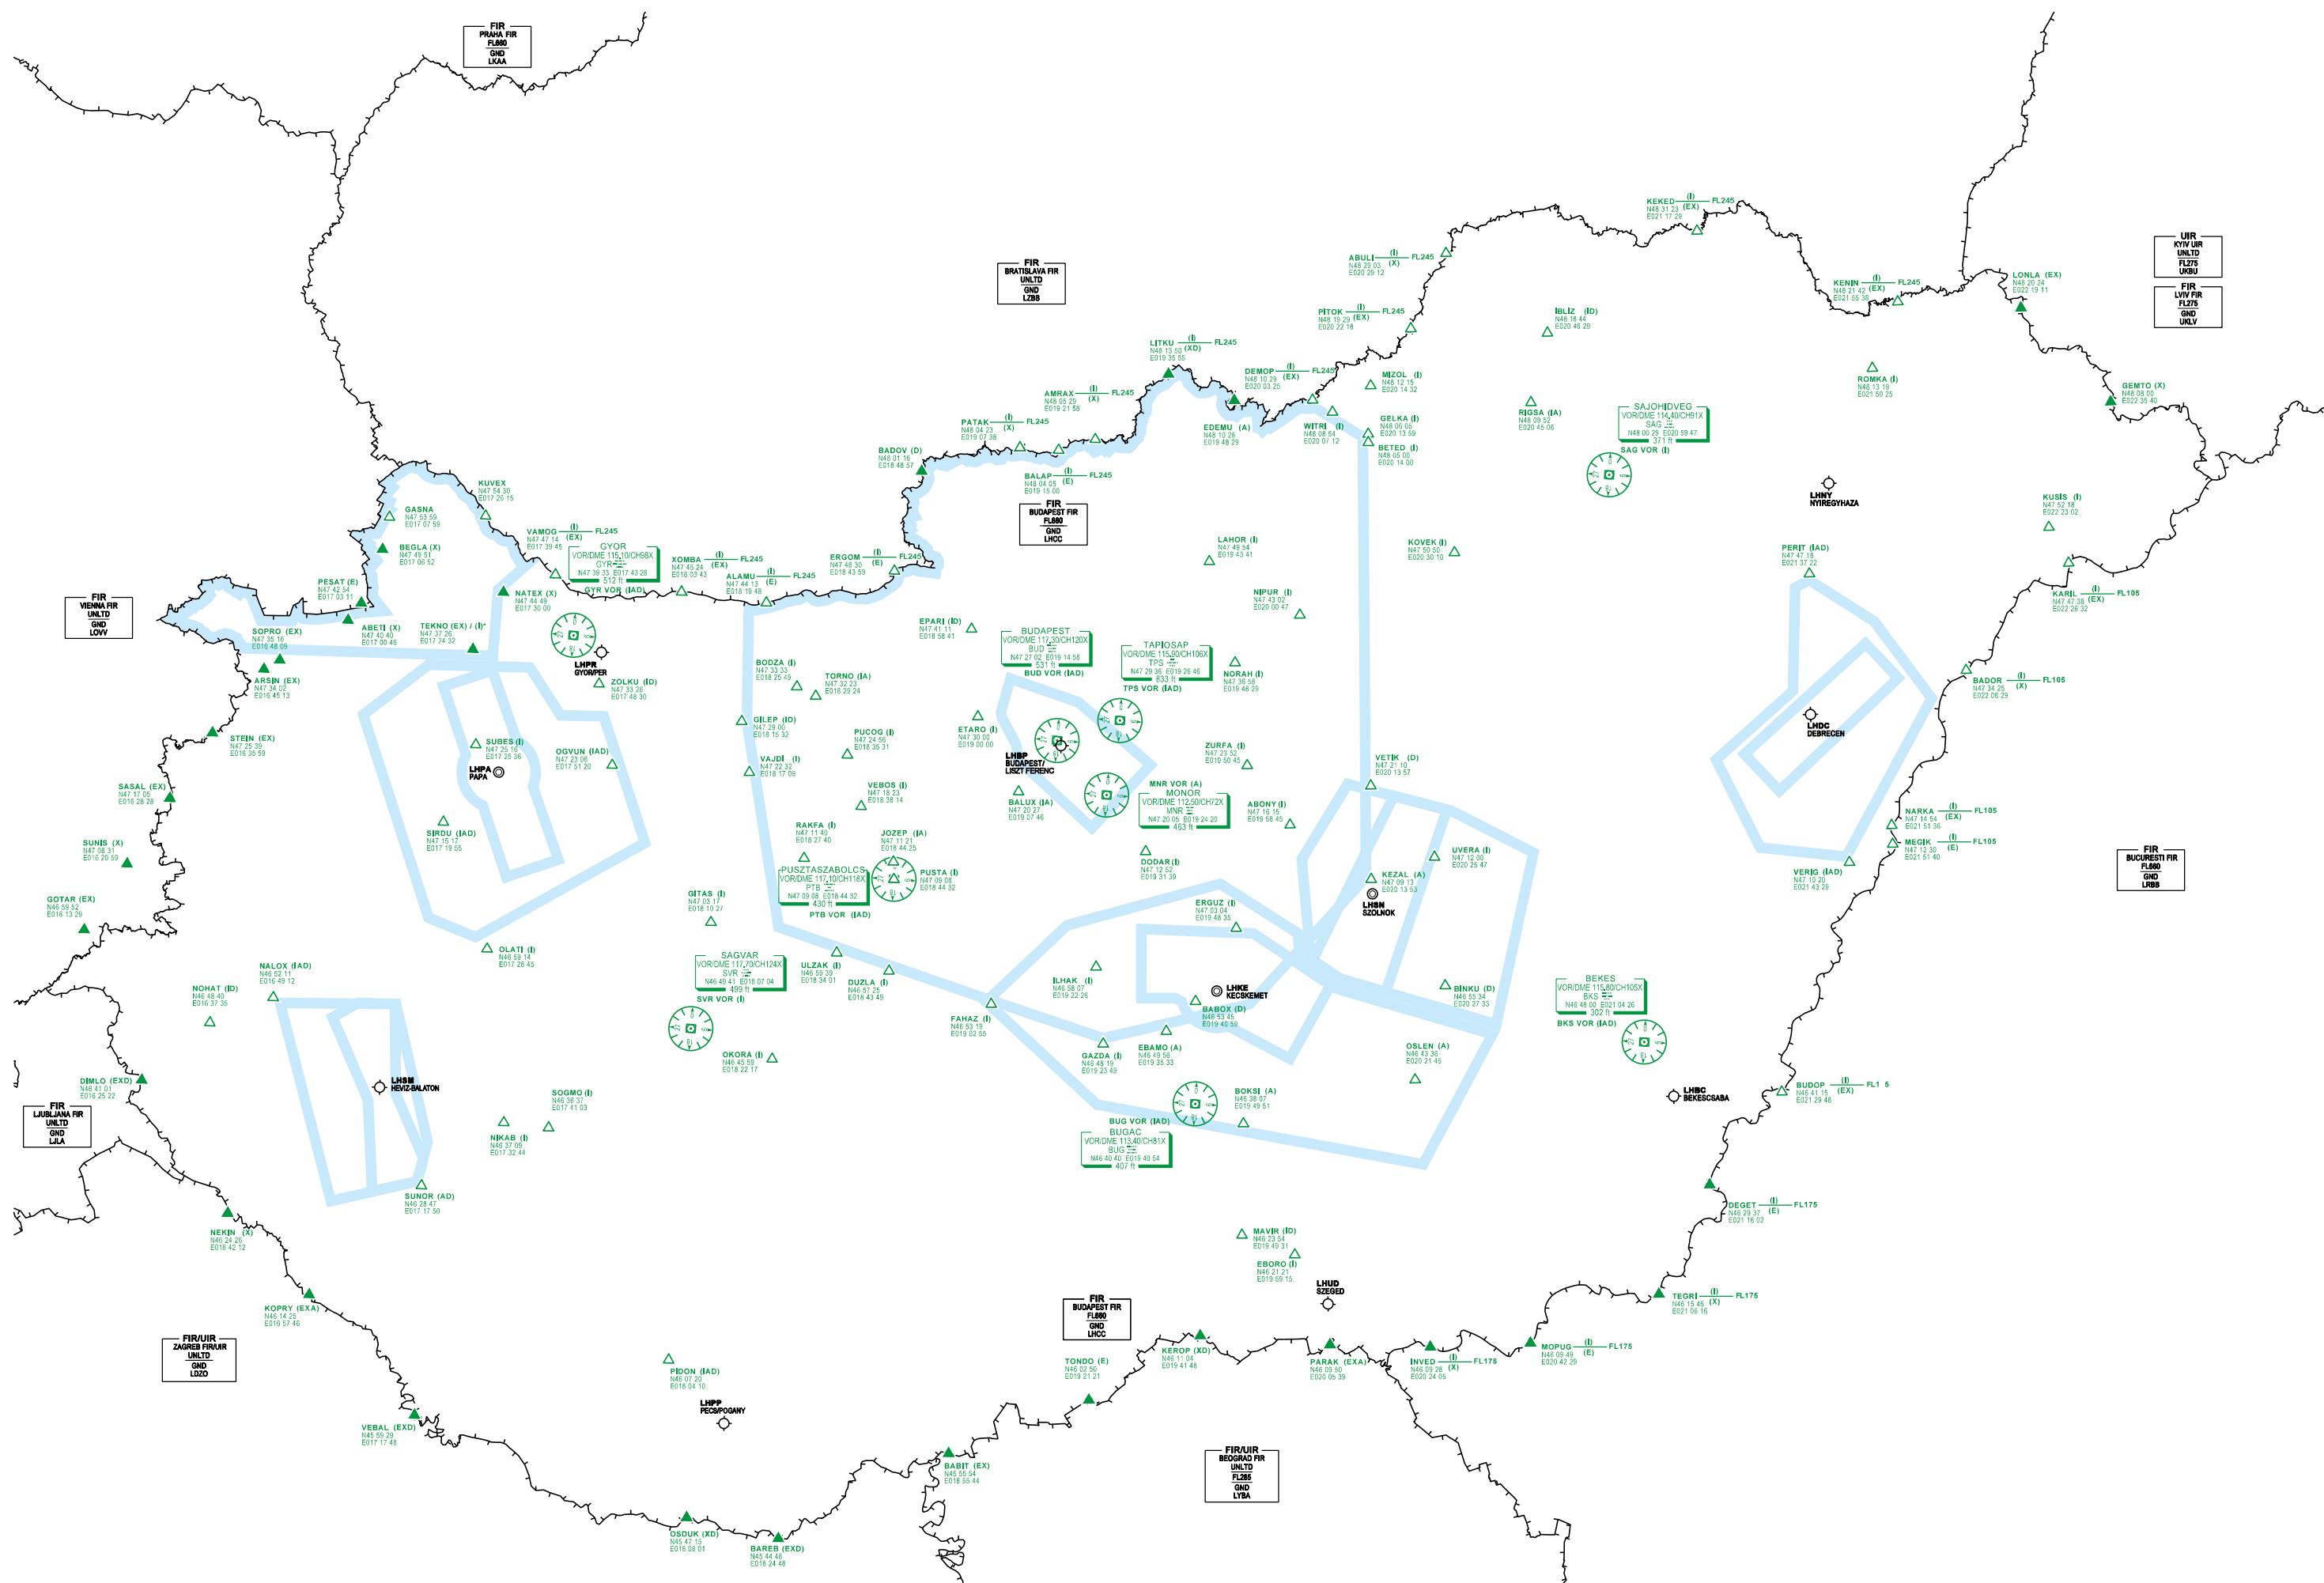 FIR
PRAHA FIR
FL660
GND
LKAA
KEKED (I) FL245
N48 31 23 (EX)
E021 17 29
FIR
BRATISLAVA FIR
UNLTD
GND
LZBB
ABULI (I) FL245
N48 29 03 (X)
E020 29 12
UIR
KYIV UIR
UNLTD
FL275
UKBU
FIR
LVIV FIR
FL275
GND
UKLV
LONLA (EX)
N48 20 24
E022 19 11
KENIN (I) FL245
N48 21 42 (EX)
E021 55 38
PITOK (I) FL245
N48 19 29 (EX)
E020 22 18
IBLIZ (ID)
N48 18 44
E020 46 28
LITKU (I) FL245
N48 13 50 (XD)
E019 35 55
DEMOP (I) FL245
N48 10 29 (EX)
E020 03 25
MIZOL (I)
N48 12 15
E020 14 32
ROMKA (I)
N48 13 19
E021 50 25
GEMTO (X)
N48 08 00
E022 35 40
AMRAX (I) FL245
N48 05 29 (X)
E019 21 58
PATAK (I) FL245
N48 04 23 (X)
E019 07 38
EDEMU (A)
N48 10 28
E019 48 29
WITRI (I)
N48 08 54
E020 07 12
GELKA (I)
N48 06 05
E020 13 59
BETED (I)
N48 05 00
E020 14 00
RIGSA (IA)
N48 09 52
E020 45 06
SAJOHIDVEG
VOR/DME 114.40/CH91X
SAG
N48 00 29 E020 59 47
371 ft
SAG VOR (I)
BADOV (D)
N48 01 16
E018 48 57
BALAP (I) FL245
N48 04 05 (E)
E019 15 00
FIR
BUDAPEST FIR
FL660
GND
LHCC
LHNY
NYIREGYHAZA
KUVEX
N47 54 30
E017 26 15
GASNA
N47 53 59
E017 07 59
KUSIS (I)
N47 52 18
E022 23 02
VAMOG (I) FL245
N47 47 14 (EX)
E017 39 45
GYOR
VOR/DME 115.10/CH98X
GYR
N47 39 33 E017 43 28
512 ft
GYR VOR (IAD)
BEGLA (X)
N47 49 51
E017 06 52
XOMBA (I) FL245
N47 45 24 (EX)
E018 03 43
ALAMU (I) FL245
N47 44 13 (E)
E018 19 48
ERGOM (I) FL245
N47 48 30 (E)
E018 43 59
LAHOR (I)
N47 49 54
E019 43 41
KOVEK (I)
N47 50 50
E020 30 10
PERIT (IAD)
N47 47 18
E021 37 22
KARIL (I) FL105
N47 47 38 (EX)
E022 26 32
PESAT (E)
N47 42 54
E017 03 11
NATEX (X)
N47 44 49
E017 30 00
NIPUR (I)
N47 43 02
E020 00 47
FIR
VIENNA FIR
UNLTD
GND
LOVV
ABETI (X)
N47 40 40
E017 00 46
SOPRO (EX)
N47 35 16
E016 48 09
TEKNO (EX) / (I)*
N47 37 26
E017 74 32
EPARI (ID)
N47 41 11
E018 58 41
BUDAPEST
VOR/DME 117.30/CH120X
BUD
N47 27 02 E019 14 58
531 ft
BUD VOR (IAD)
TAPIOSAP
VOR/DME 115.90/CH106X
TPS
N47 29 36 E019 26 46
833 ft
TPS VOR (IAD)
LHPR
GYOR/PER
ARSIN (EX)
N47 34 02
E016 45 13
ZOLKU (ID)
N47 33 26
E017 48 30
BODZA (I)
N47 33 33
E018 25 49
TORNO (IA)
N47 32 23
E018 29 24
NORAH (I)
N47 36 58
E019 48 29
BADOR (I) FL105
N47 34 25 (X)
E022 06 29
STEIN (EX)
N47 25 39
E016 35 59
GILEP (ID)
N47 29 00
E018 15 32
ETARO (I)
N47 30 00
E019 00 00
LHDC
DEBRECEN
SUBES (I)
N47 25 16
E017 25 36
OGVUN (IAD)
N47 23 06
E017 51 20
PUCOG (I)
N47 24 56
E018 35 31
LHBP
BUDAPEST/
LISZT FERENC
ZURFA (I)
N47 23 52
E019 50 45
LHPA
PAPA
VAJDI (I)
N47 22 32
E018 17 09
VETIK (D)
N47 21 10
E020 13 57
SASAL (EX)
N47 17 05
E016 28 28
VEBOS (I)
N47 18 23
E018 38 14
BALUX (IA)
N47 20 27
E019 07 46
MNR VOR (A)
MONOR
VOR/DME 112.50/CH72X
MNR
N47 20 05 E019 24 20
463 ft
ABONY (I)
N47 16 15
E019 58 45
NARKA (I) FL105
N47 14 54 (EX)
E021 51 36
SIRDU (IAD)
N47 15 17
E017 19 55
RAKFA (I)
N47 11 40
E018 27 40
JOZEP (IA)
N47 11 21
E018 44 25
SUNIS (X)
N47 08 31
E016 20 59
DODAR (I)
N47 12 52
E019 31 39
UVERA (I)
N47 12 00
E020 25 47
MEGIK (I) FL105
N47 12 30 (E)
E021 51 40
FIR
BUCURESTI FIR
FL660
GND
LRBB
PUSZTASZABOLCS
VOR/DME 117.10/CH118X
PTB
N47 09 08 E018 44 32
430 ft
PTB VOR (IAD)
PUSTA (I)
N47 09 08
E018 44 32
KEZAL (A)
N47 09 13
E020 13 53
VERIG (IAD)
N47 10 20
E021 43 29
GOTAR (EX)
N46 59 52
E016 13 29
GITAS (I)
N47 03 17
E018 10 27
ERGUZ (I)
N47 03 04
E019 48 35
LHSN
SZOLNOK
OLATI (I)
N46 59 14
E017 28 45
SAGVAR
VOR/DME 117.70/CH124X
SVR
N46 49 41 E018 07 04
499 ft
SVR VOR (I)
ULZAK (I)
N46 59 39
E018 34 01
DUZLA (I)
N46 57 25
E018 43 49
NALOX (IAD)
N46 52 11
E016 49 12
ILHAK (I)
N46 58 07
E019 22 26
LHKE
KECSKEMET
BINKU (D)
N46 55 34
E020 27 33
BEKES
VOR/DME 115.80/CH105X
BKS
N46 48 00 E021 04 26
302 ft
BKS VOR (IAD)
NOHAT (ID)
N46 48 40
E016 37 35
FAHAZ (I)
N46 53 19
E019 02 55
BABOX (D)
N46 53 45
E019 40 59
OKORA (I)
N46 45 59
E018 22 17
GAZDA (I)
N46 48 19
E019 23 49
EBAMO (A)
N46 49 56
E019 35 33
OSLEN (A)
N46 43 36
E020 21 45
DIMLO (EXD)
N46 41 01
E016 25 22
LHSM
HEVIZ-BALATON
LHBC
BEKESCSABA
BUDOP (I) FL1 5
N46 41 15 (EX)
E021 29 48
FIR
LJUBLJANA FIR
UNLTD
GND
LJLA
SOGMO (I)
N46 36 37
E017 41 03
BOKSI (A)
N46 38 07
E019 49 51
BUG VOR (IAD)
BUGAC
VOR/DME 113.40/CH81X
BUG
N46 40 40 E019 40 54
407 ft
NIKAB (I)
N46 37 09
E017 32 44
SUNOR (AD)
N46 28 47
E017 17 50
DEGET (I) FL175
N46 29 37 (E)
E021 16 02
NEKIN (X)
N46 24 26
E016 42 12
MAVIR (ID)
N46 23 54
E019 49 31
EBORO (I)
N46 21 21
E019 59 15
LHUD
SZEGED
KOPRY (EXA)
N46 14 25
E016 57 46
FIR
BUDAPEST FIR
FL660
GND
LHCC
TEGRI (I) FL175
N46 15 46 (X)
E021 06 16
FIR/UIR
ZAGREB FIR/UIR
UNLTD
GND
LDZO
KEROP (XD)
N46 11 04
E019 41 48
MOPUG (I) FL175
N46 09 49 (E)
E020 42 29
TONDO (E)
N46 02 50
E019 21 21
PARAK (EXA)
N46 09 50
E020 05 39
INVED (I) FL175
N46 09 28 (X)
E020 24 05
PIDON (IAD)
N46 07 20
E018 04 10
LHPP
PECS/POGANY
VEBAL (EXD)
N45 59 29
E017 17 48
FIR/UIR
BEOGRAD FIR
UNLTD
FL285
GND
LYBA
BABIT (EX)
N45 55 54
E018 55 44
OSDUK (XD)
N45 47 15
E018 08 01
BAREB (EXD)
N45 44 46
E018 24 48